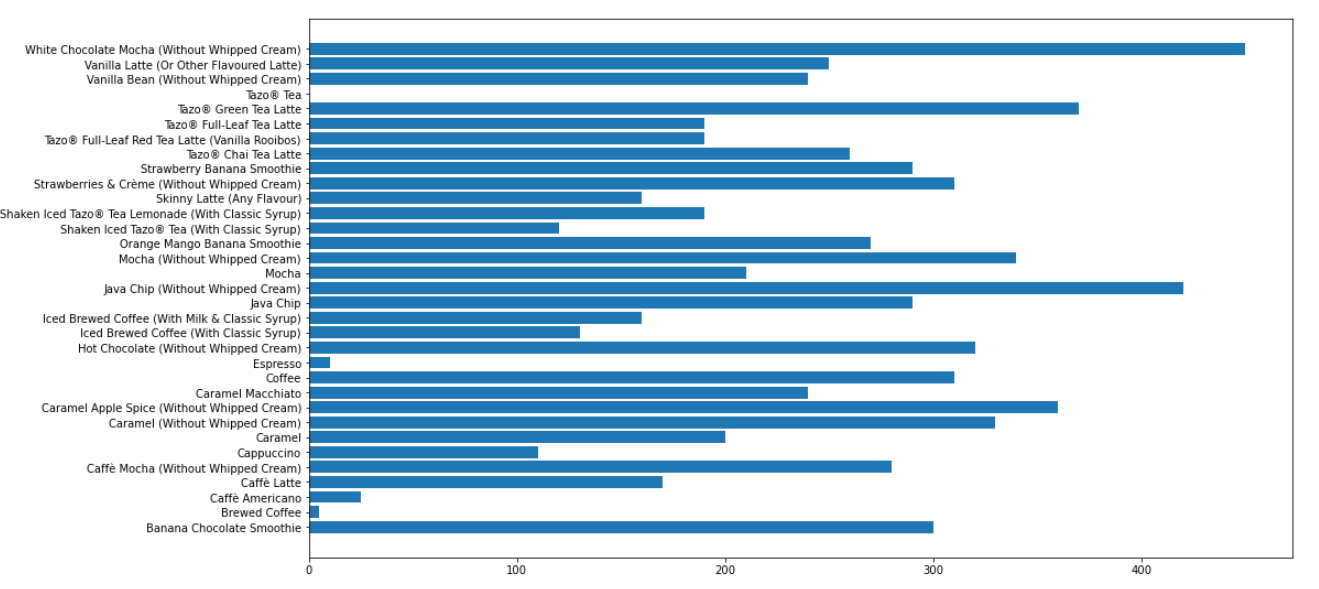 White Chocolate Mocha (Without Whipped Cream)
Vanilla Latte (Or Other Flavoured Latte)
Vanilla Bean (Without Whipped Cream)
Tazo® Tea
Tazo® Green Tea Latte
Tazo® Full-Leaf Tea Latte
Tazo® Full-Leaf Red Tea Latte (Vanilla Rooibos)
Tazo® Chai Tea Latte
Strawberry Banana Smoothie
Strawberries & Crème (Without Whipped Cream)
Skinny Latte (Any Flavour)
Shaken Iced Tazo® Tea Lemonade (With Classic Syrup)
Shaken Iced Tazo® Tea (With Classic Syrup)
Orange Mango Banana Smoothie
Mocha (Without Whipped Cream)
Mocha
Java Chip (Without Whipped Cream)
Java Chip
Iced Brewed Coffee (With Milk & Classic Syrup)
Iced Brewed Coffee (With Classic Syrup)
Hot Chocolate (Without Whipped Cream)
Espresso
Coffee
Caramel Macchiato
Caramel Apple Spice (Without Whipped Cream)
Caramel (Without Whipped Cream)
Caramel
Cappuccino
Caffè Mocha (Without Whipped Cream)
Caffè Latte
Caffè Americano
Brewed Coffee
Banana Chocolate Smoothie
0 100 200 300 400